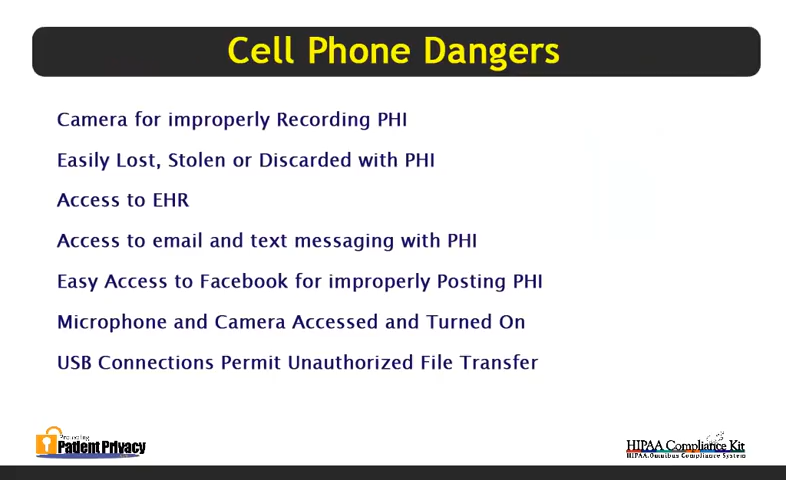 Cell Phone Dangers
Camera for improperly Recording PHI
Easily Lost, Stolen or Discarded with PHI
Access to EHR
Access to email and text messaging with PHI
Easy Access to Facebook for improperly Posting PHI
Microphone and Camera Accessed and Turned On
USB Connections Permit Unauthorized File Transfer
Protecting
Patient Privacy
HIPAA Compliance Kit
HIPAA Omnibus Compliance System